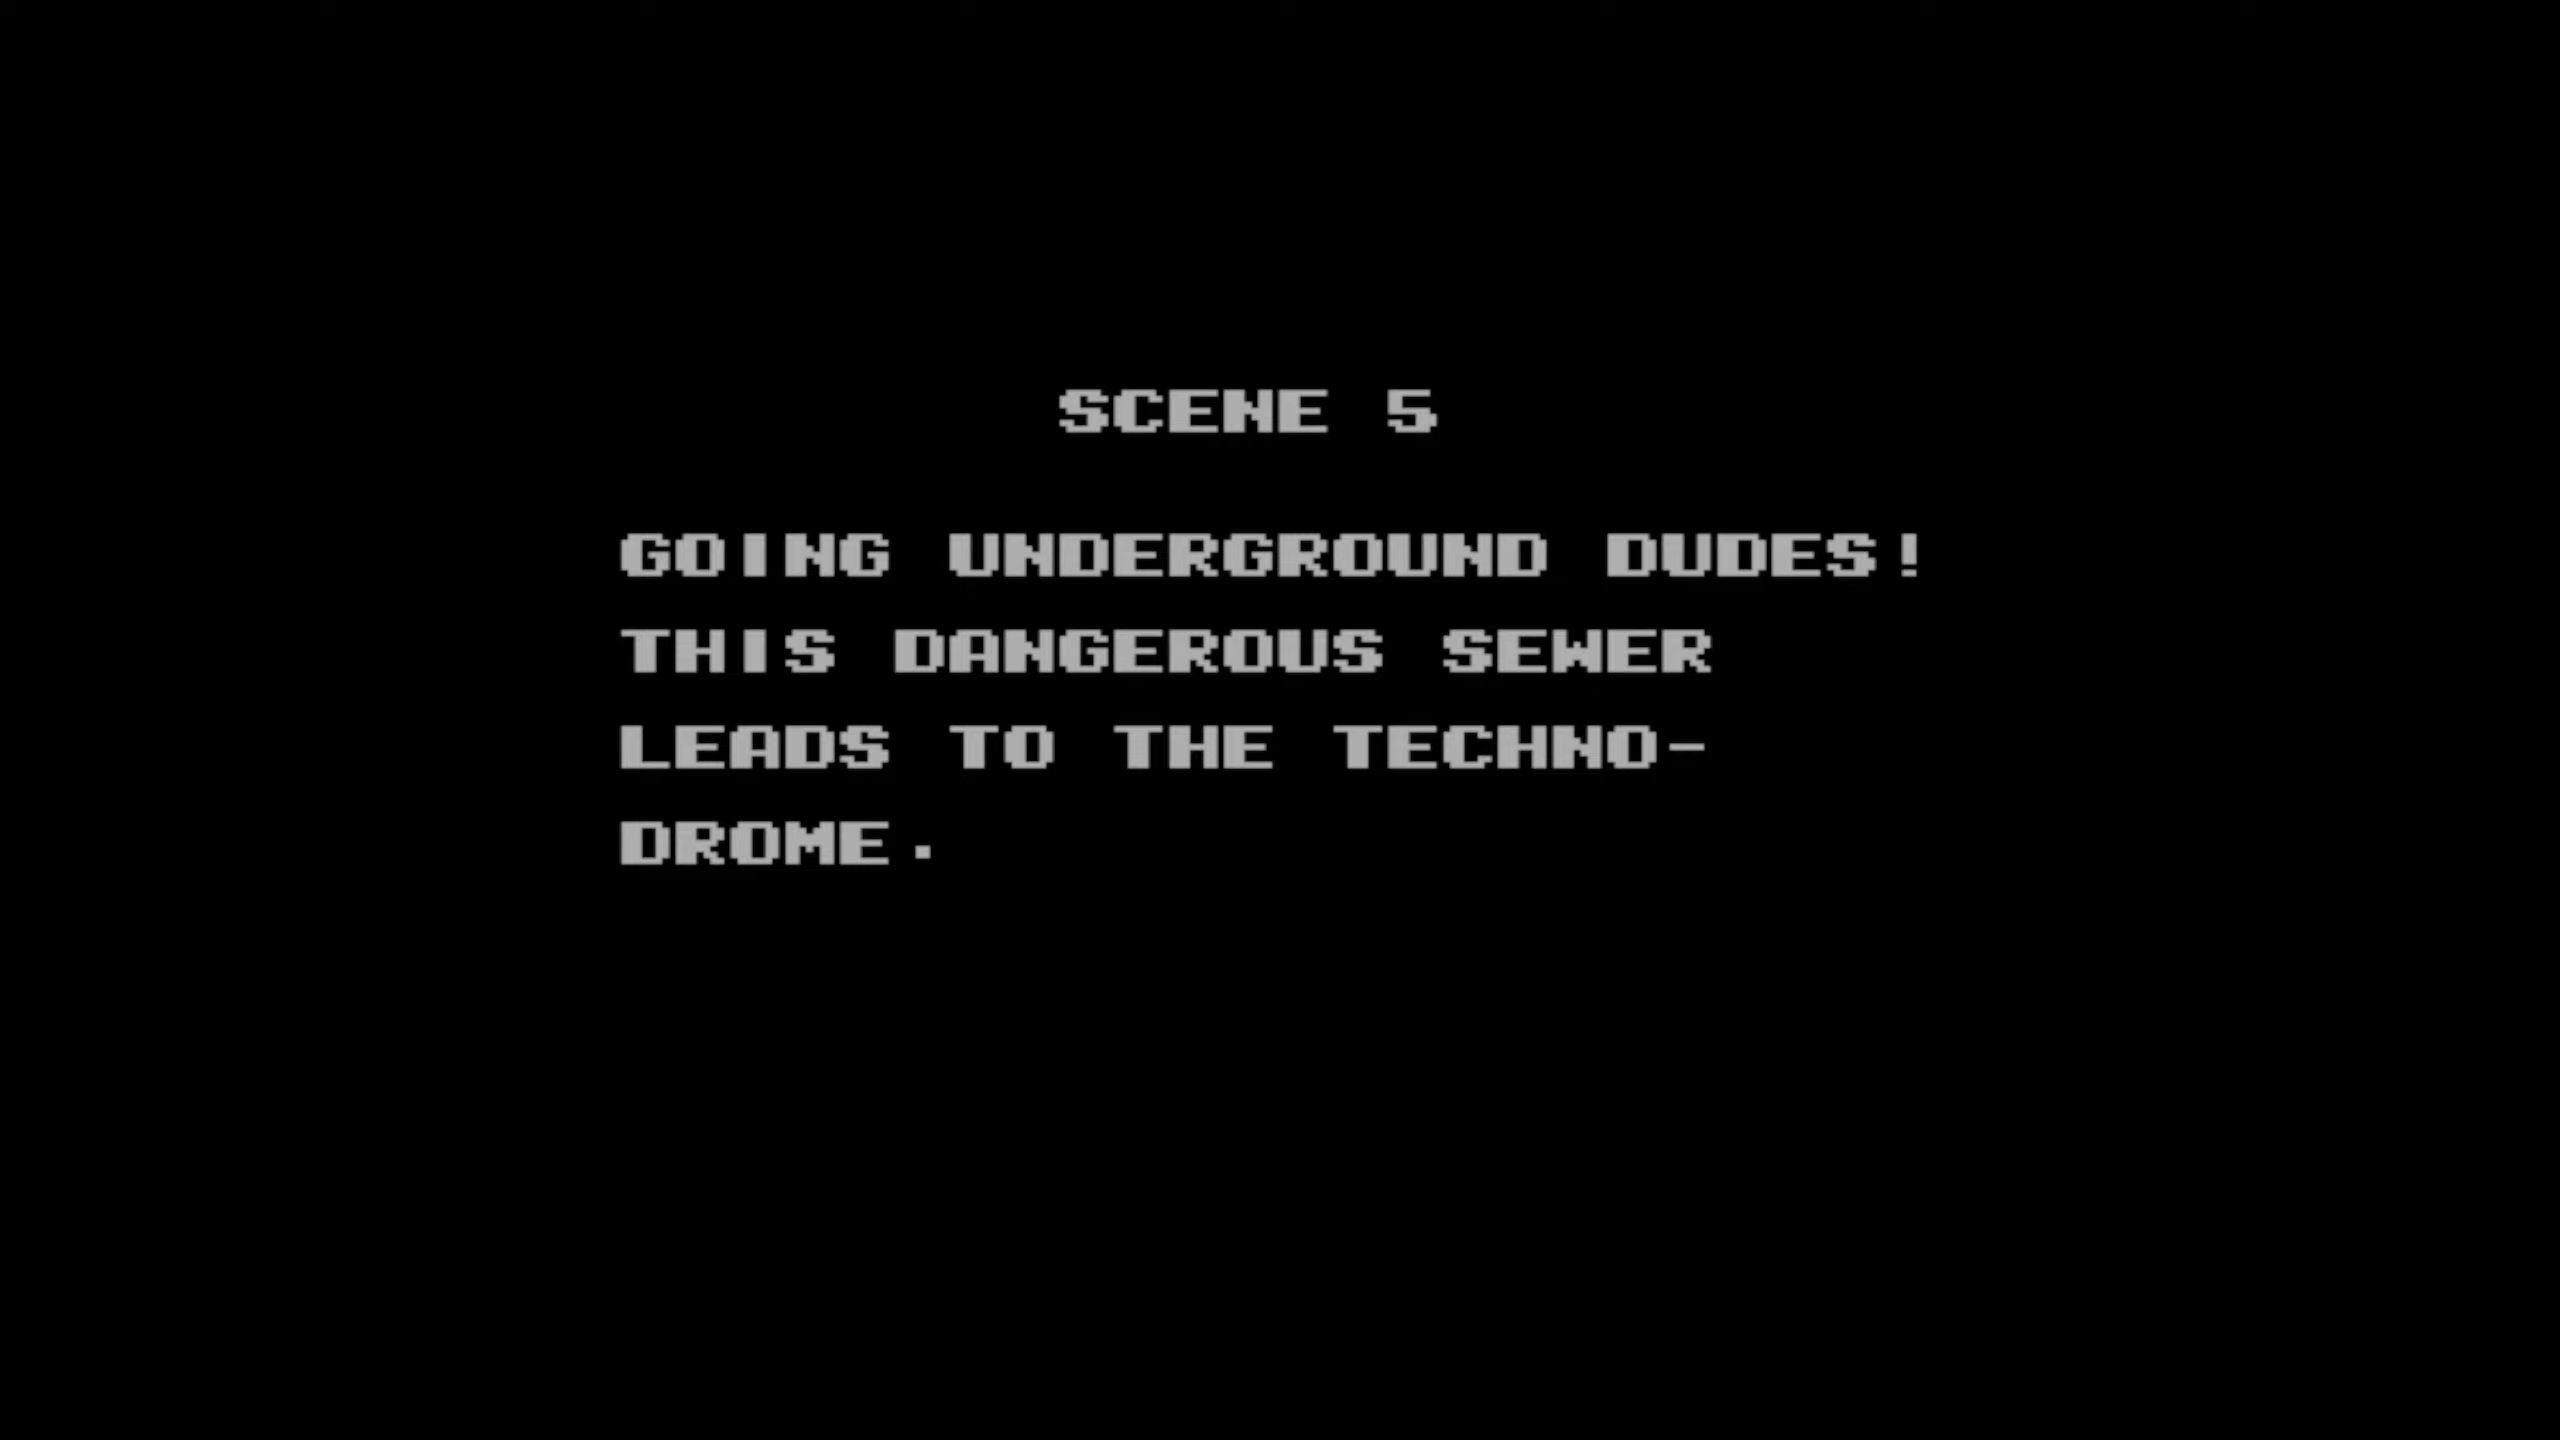 SCENE 5
GOING UNDERGROUND DUDES!
THIS DANGEROUS SEWER
LEADS TO THE TECHNO-
DROME.